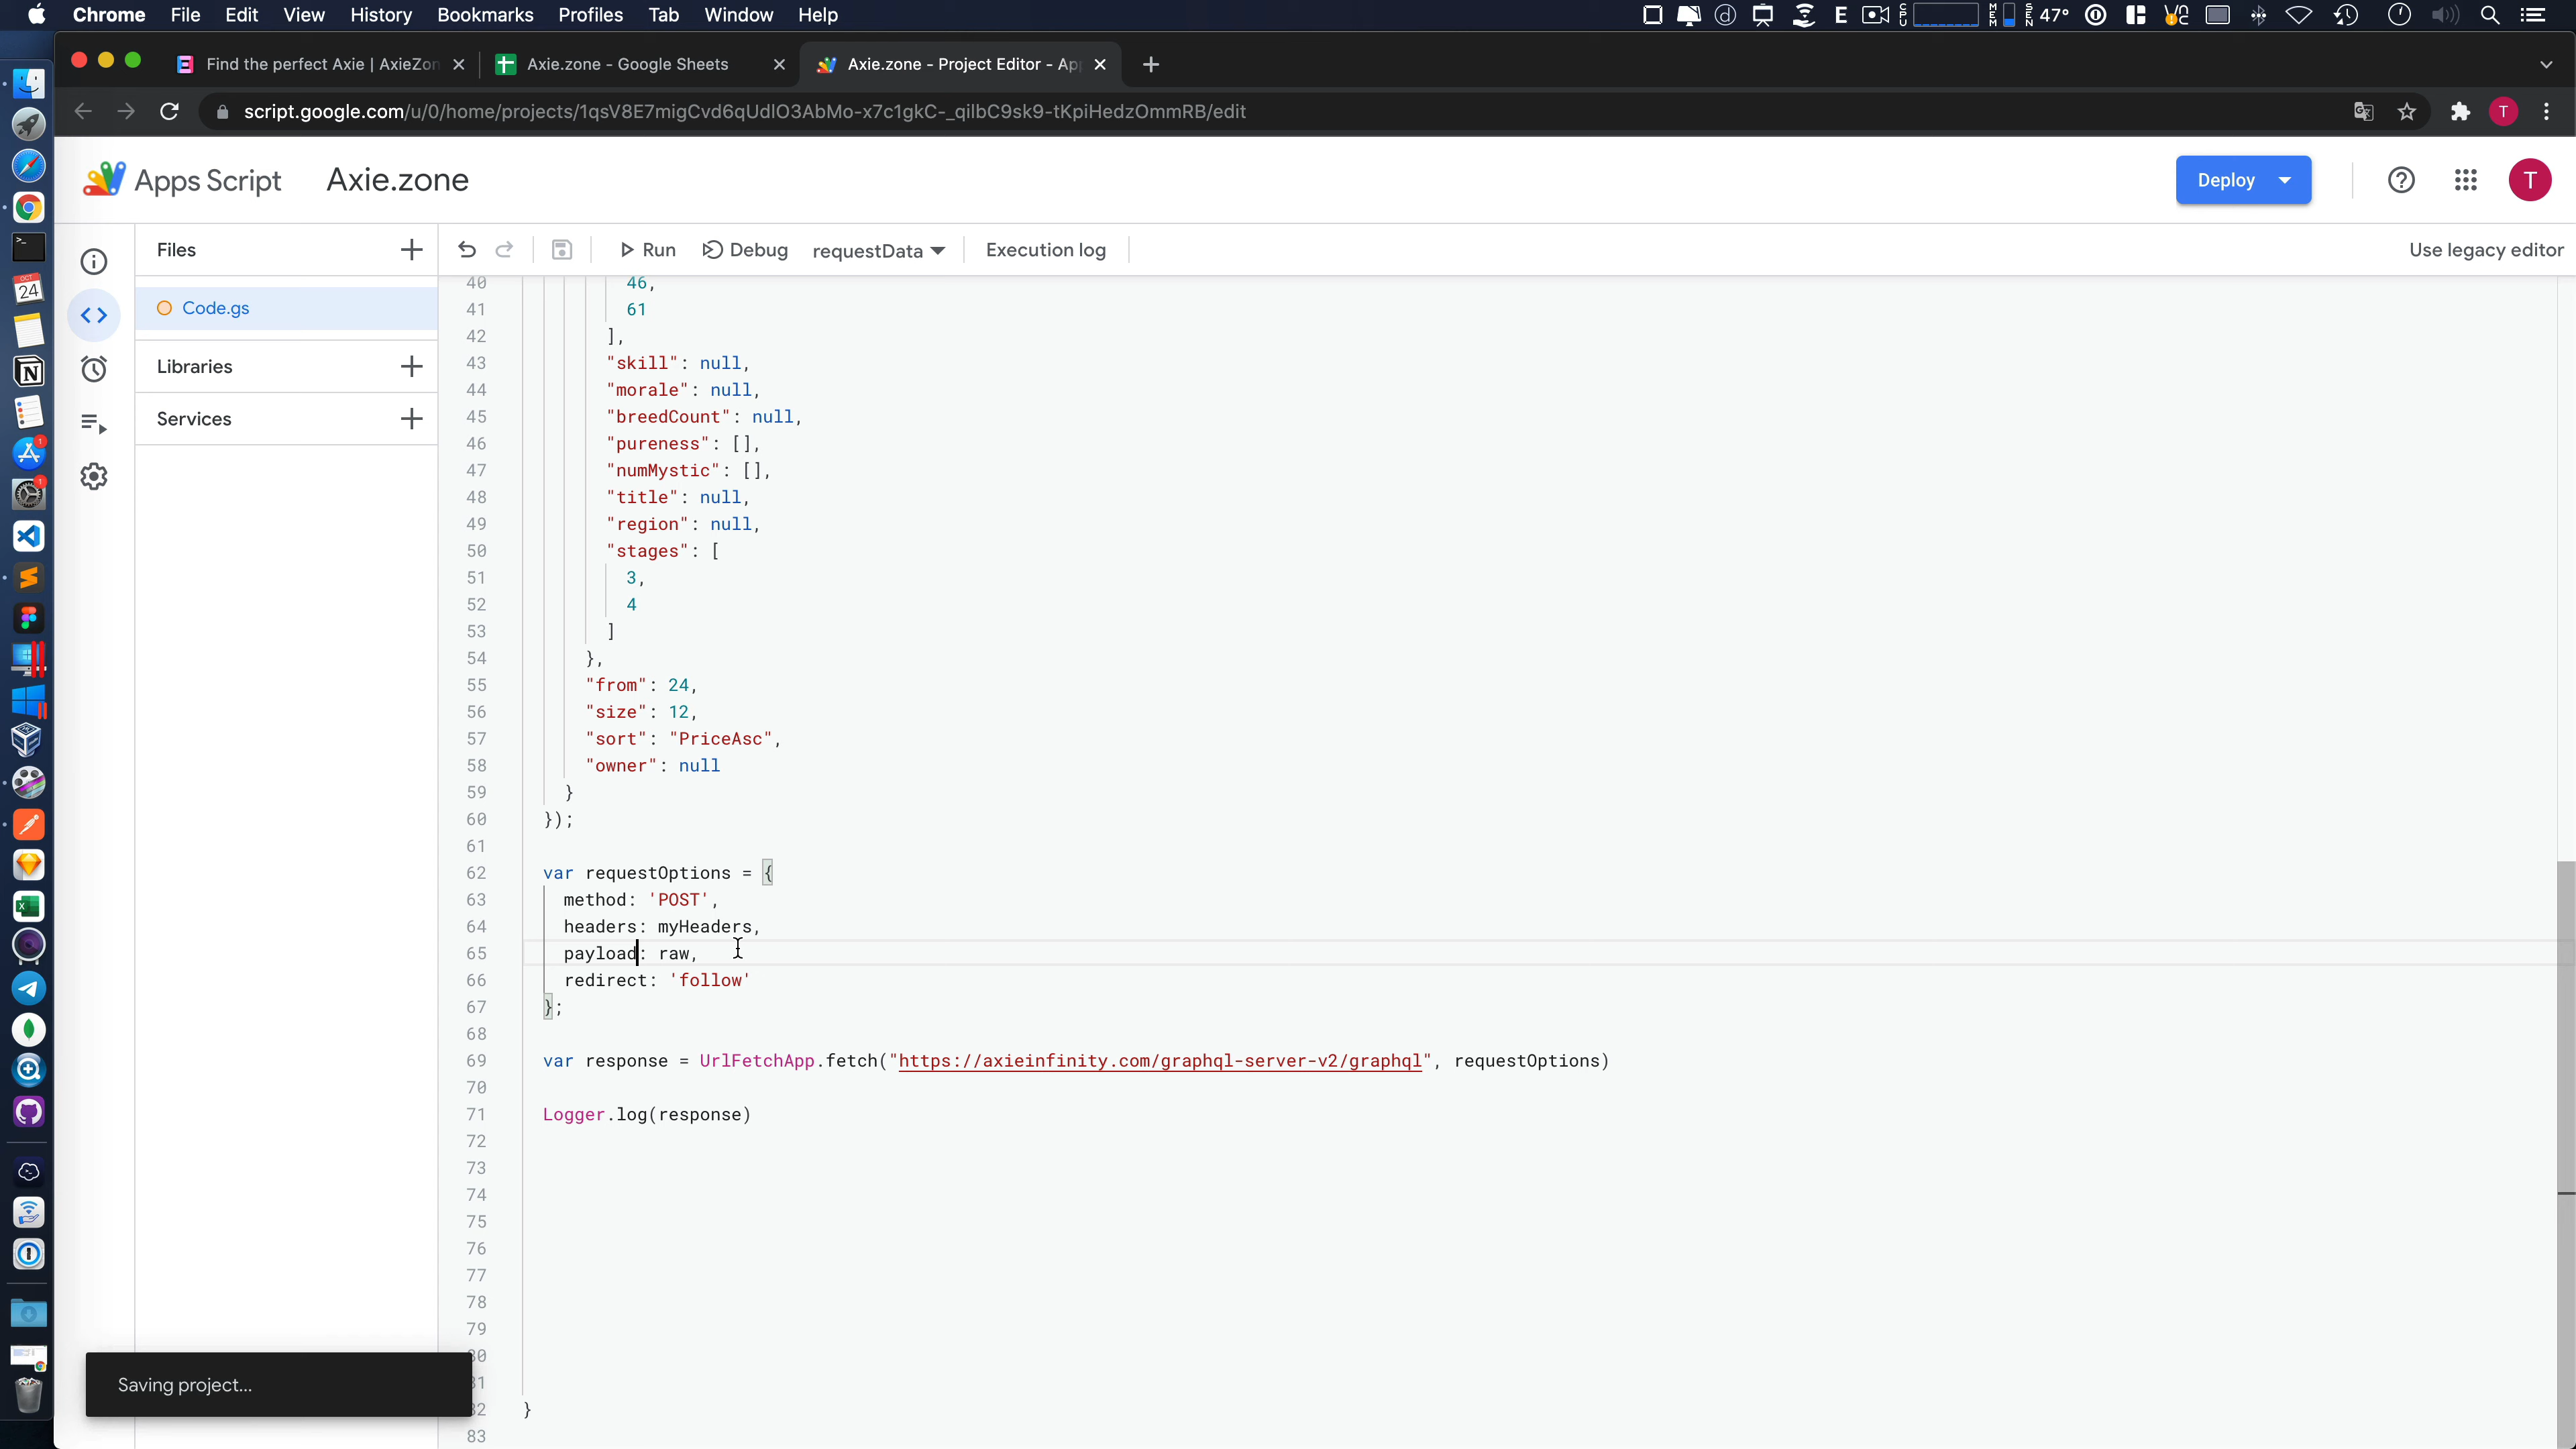 Chrome File Edit View History Bookmarks Profiles Tab Window Help
E CPU MEM SEN 47°
Find the perfect Axie | AxieZon
Axie.zone - Google Sheets
Axie.zone - Project Editor - Ap
script.google.com/u/0/home/projects/1qsV8E7migCvd6qUdlO3AbMo-x7c1gkC-_qilbC9sk9-tKpiHedzOmmRB/edit
T
Apps Script Axie.zone
Deploy
T
Files
Run Debug requestData Execution log
Use legacy editor
Code.gs
Libraries
Services
OCT
24
1
1
40 46,
41 61
42 ],
43 "skill": null,
44 "morale": null,
45 "breedCount": null,
46 "pureness": [],
47 "numMystic": [],
48 "title": null,
49 "region": null,
50 "stages": [
51 3,
52 4
53 ]
54 },
55 "from": 24,
56 "size": 12,
57 "sort": "PriceAsc",
58 "owner": null
59 }
60 });
61
62 var requestOptions = {
63 method: 'POST',
64 headers: myHeaders,
65 payload: raw,
66 redirect: 'follow'
67 };
68
69 var response = UrlFetchApp.fetch("https://axieinfinity.com/graphql-server-v2/graphql", requestOptions)
70
71 Logger.log(response)
72
73
74
75
76
77
78
79
Saving project...
}
83